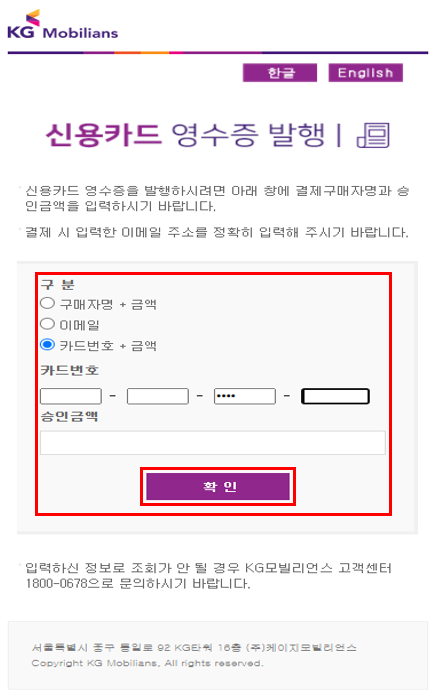 KG Mobilians
한글 English
신용카드 영수증 발행
신용카드 영수증을 발행하시려면 아래 창에 결제구매자명과 승
인금액을 입력하시기 바랍니다.
결제 시 입력한 이메일 주소를 정확히 입력해 주시기 바랍니다.
구 분
구매자명 + 금액
이메일
카드번호 + 금액
카드번호
- - •••• -
승인금액
확 인
입력하신 정보로 조회가 안 될 경우 KG모빌리언스 고객센터
1800-0678으로 문의하시기 바랍니다.
서울특별시 중구 통일로 92 KG타워 16층 (주)케이지모빌리언스
Copyright KG Mobilians, All rights reserved.